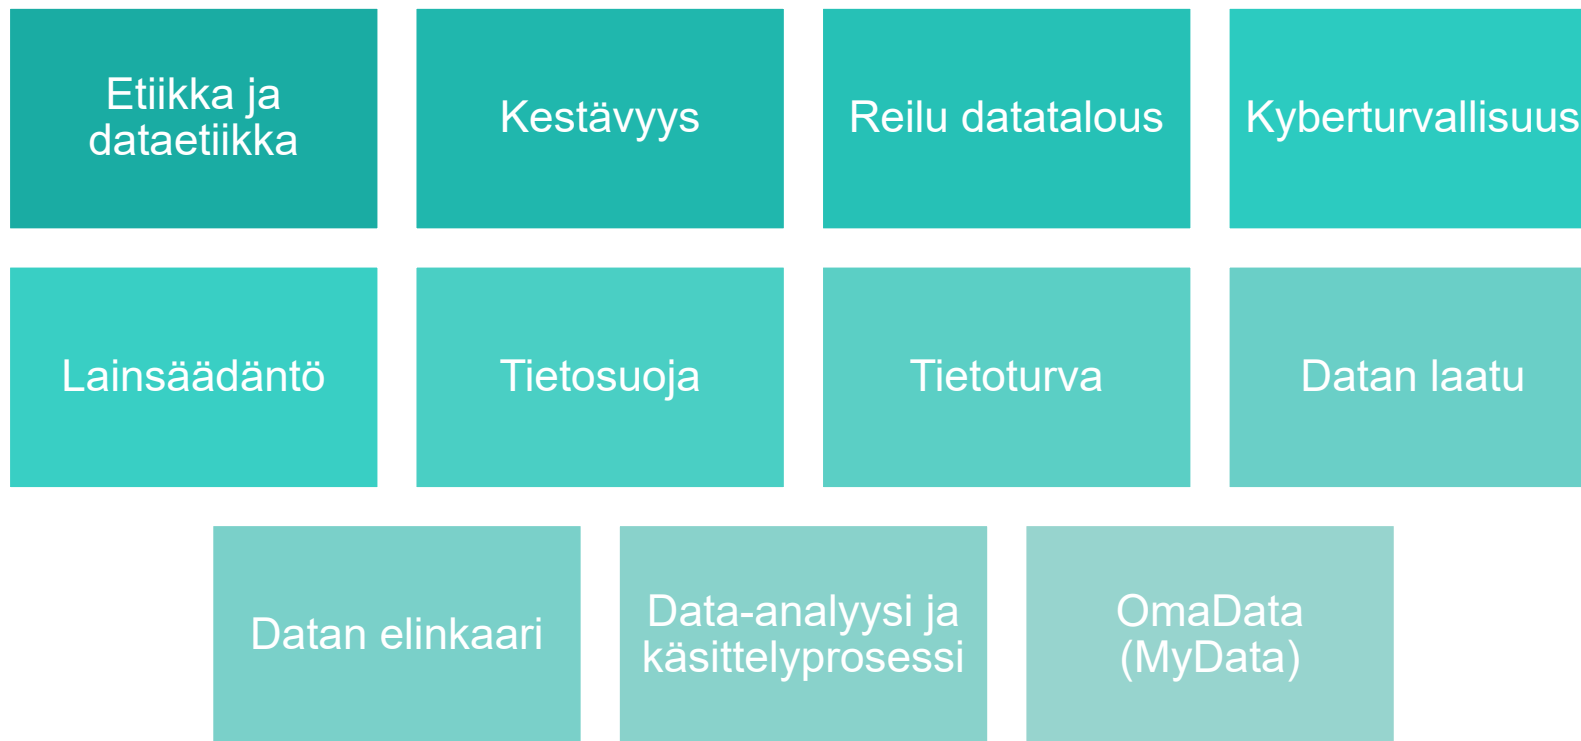 Etiikka ja
dataetiikka
Kestävyys
Reilu datatalous
Kyberturvallisuus
Lainsäädäntö
Tietosuoja
Tietoturva
Datan laatu
Datan elinkaari
Data-analyysi ja
käsittelyprosessi
OmaData
(MyData)